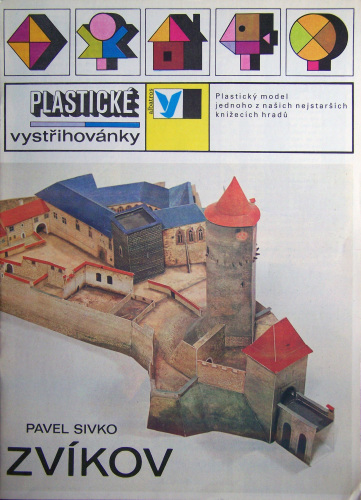 PLASTICKÉ
vystřihovánky
albatros
Plastický model
jednoho z našich nejstarších
knížecích hradů
PAVEL SIVKO
ZVÍKOV